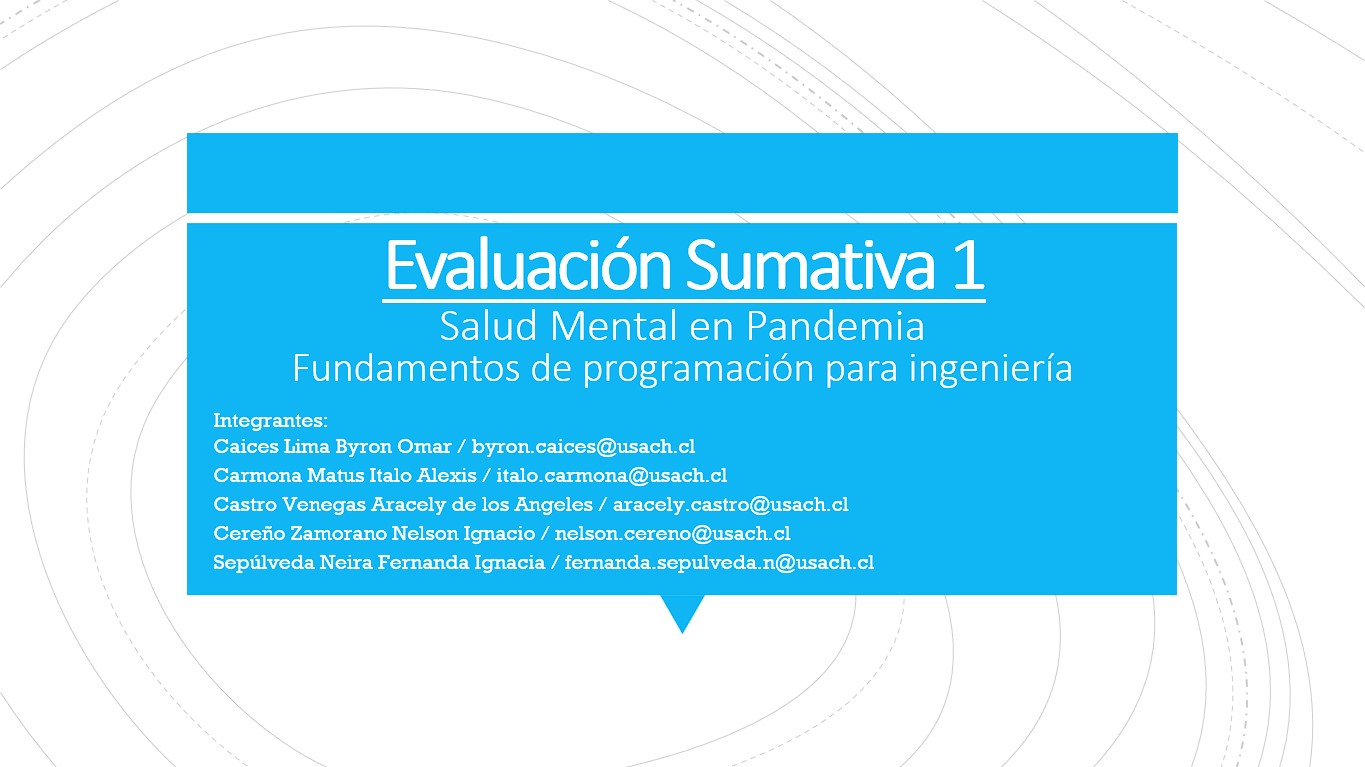 Evaluación Sumativa 1
Salud Mental en Pandemia
Fundamentos de programación para ingeniería
Integrantes:
Caices Lima Byron Omar / byron.caices@usach.cl
Carmona Matus Italo Alexis / italo.carmona@usach.cl
Castro Venegas Aracely de los Angeles / aracely.castro@usach.cl
Cereño Zamorano Nelson Ignacio / nelson.cereno@usach.cl
Sepúlveda Neira Fernanda Ignacia / fernanda.sepulveda.n@usach.cl